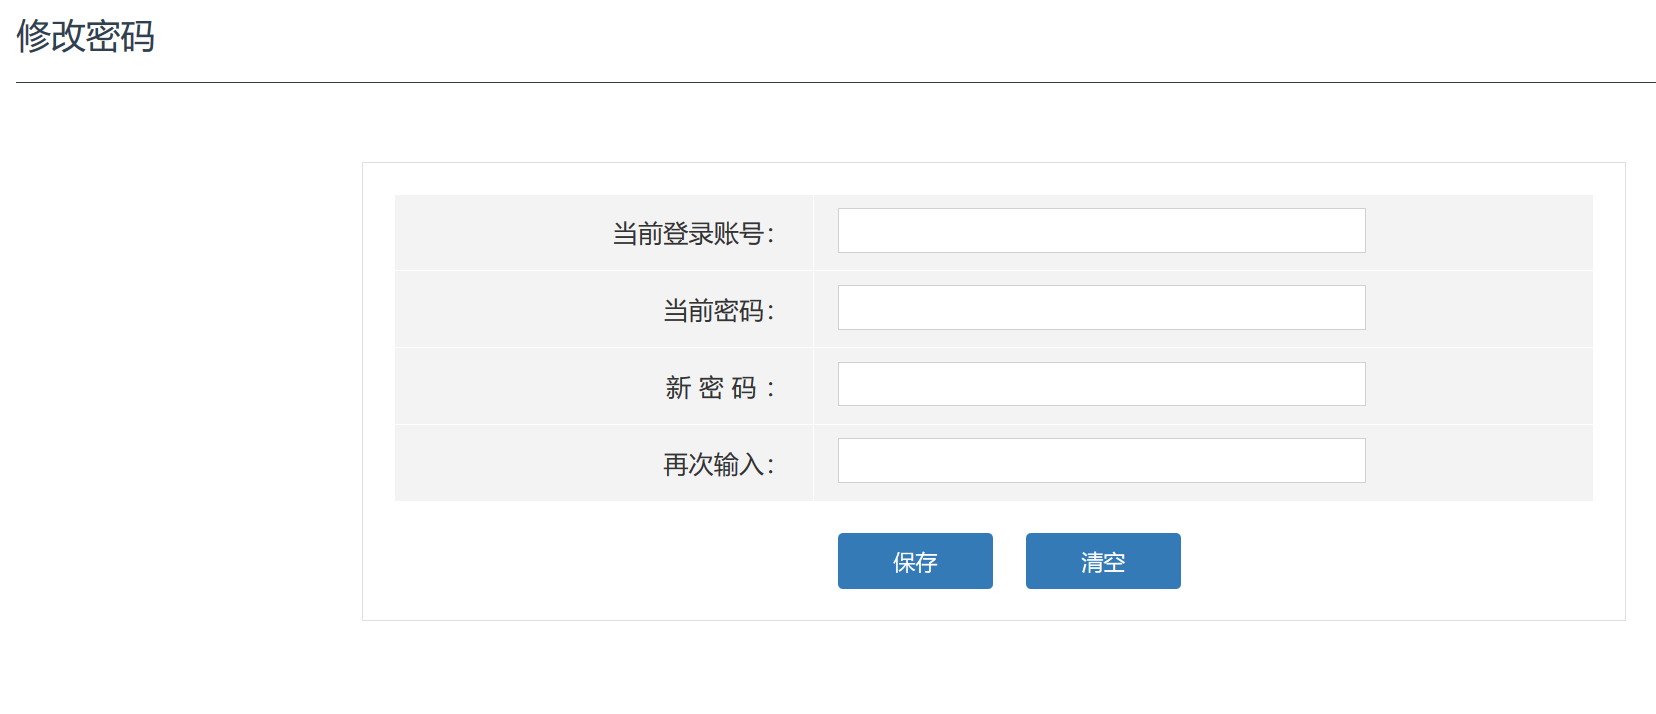 修改密码
当前登录账号：
当前密码：
新 密 码 ：
再次输入：
保存 清空